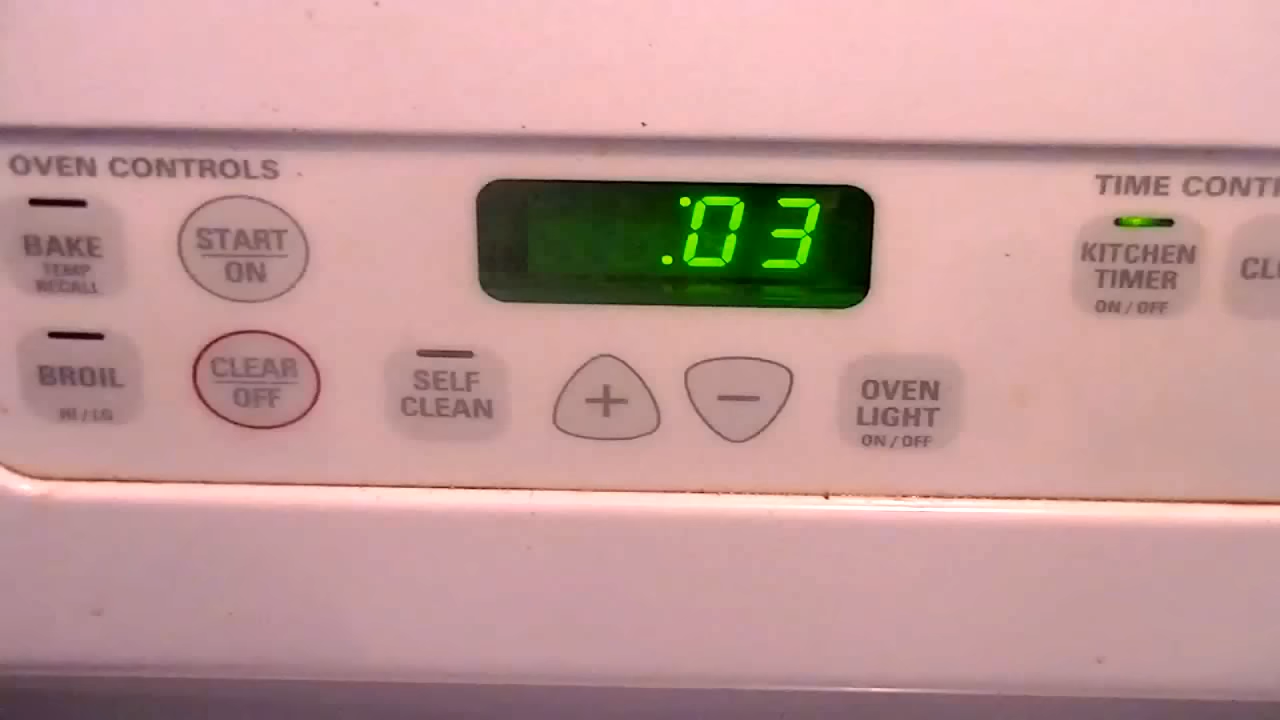 OVEN CONTROLS
TIME CONT
BAKE
TEMP
RECALL
START
ON
:03
KITCHEN
TIMER
ON / OFF
BROIL
HI / LO
CLEAR
OFF
SELF
CLEAN
+
−
OVEN
LIGHT
ON / OFF